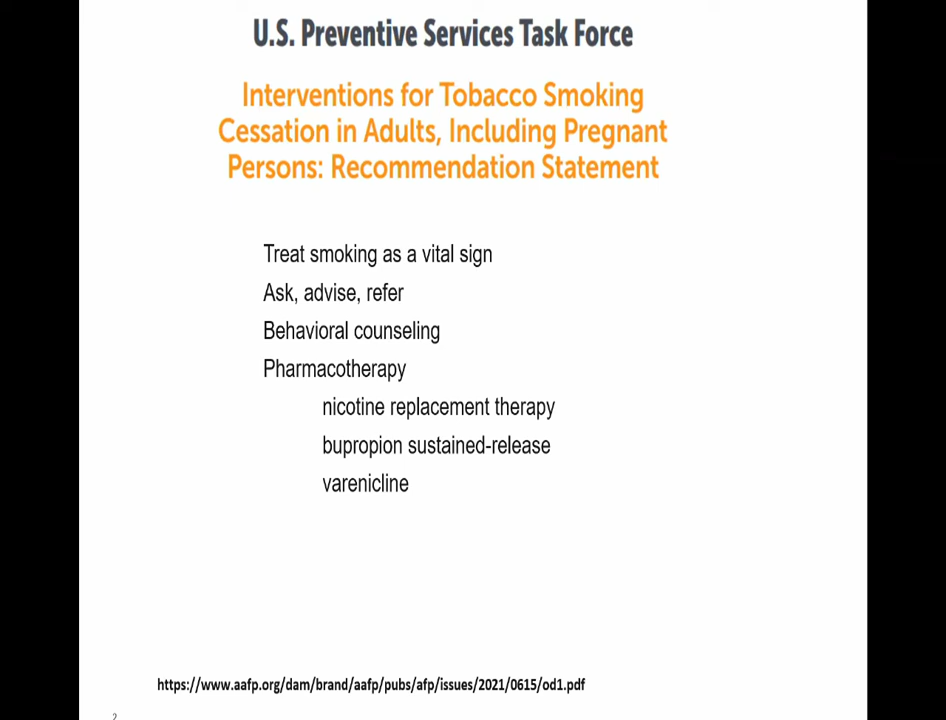 U.S. Preventive Services Task Force
Interventions for Tobacco Smoking
Cessation in Adults, Including Pregnant
Persons: Recommendation Statement
Treat smoking as a vital sign
Ask, advise, refer
Behavioral counseling
Pharmacotherapy
nicotine replacement therapy
bupropion sustained-release
varenicline
https://www.aafp.org/dam/brand/aafp/pubs/afp/issues/2021/0615/od1.pdf
2